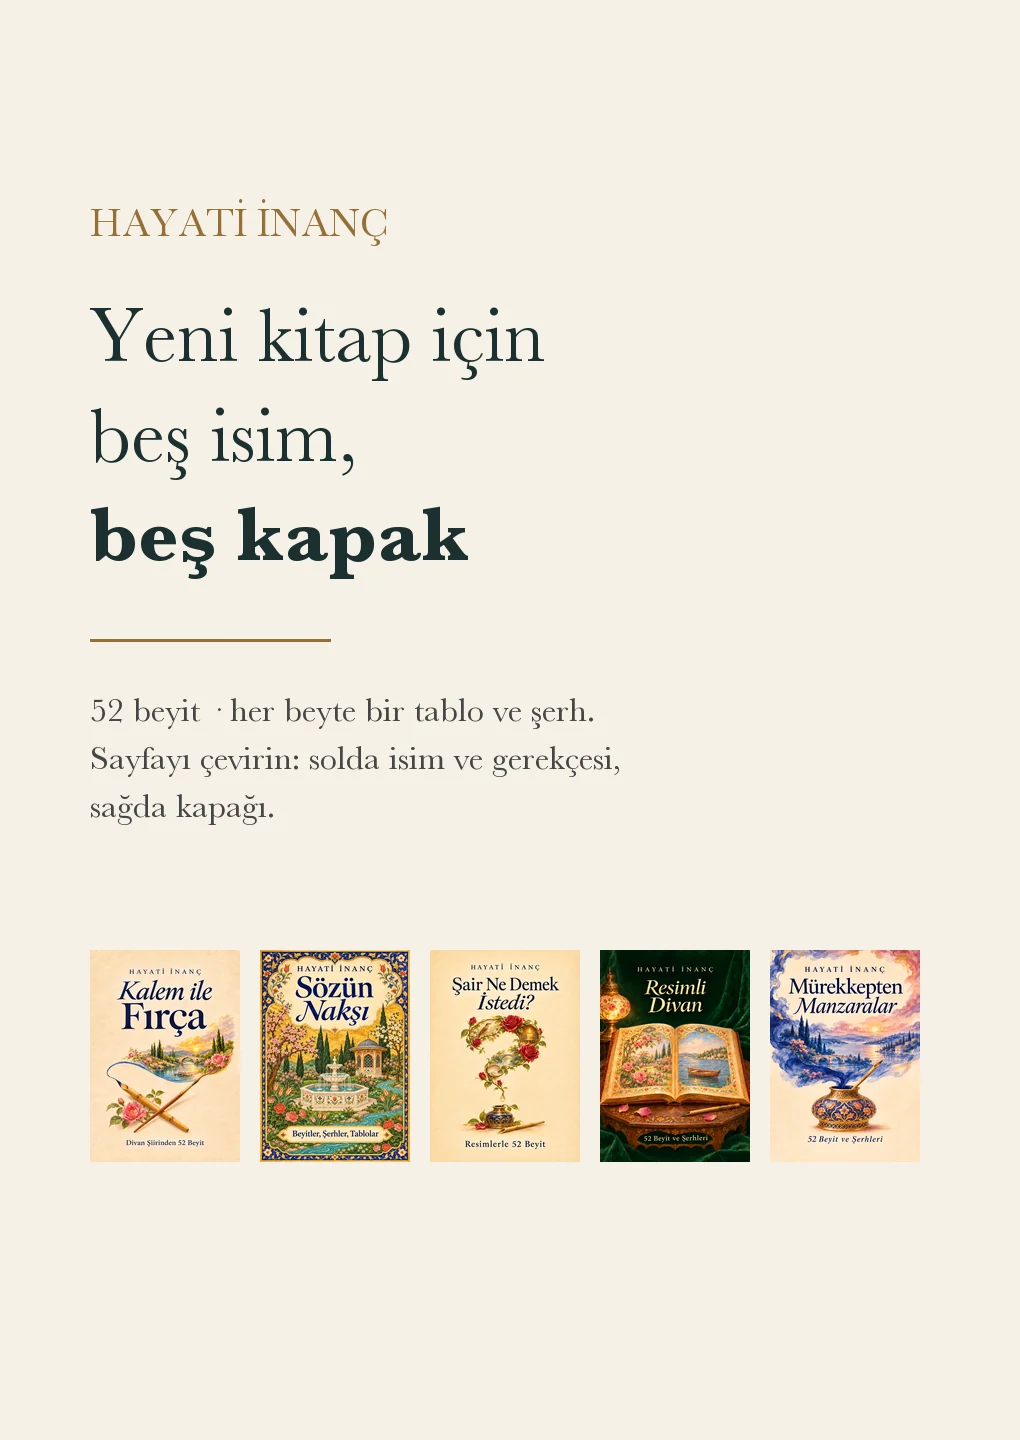 HAYATİ İNANÇ
Yeni kitap için
beş isim,
beş kapak
52 beyit · her beyte bir tablo ve şerh.
Sayfayı çevirin: solda isim ve gerekçesi,
sağda kapağı.
HAYATİ İNANÇ
Kalem ile
Fırça
Divan Şiirinden 52 Beyit
HAYATİ İNANÇ
Sözün
Nakşı
Beyitler, Şerhler, Tablolar
HAYATİ İNANÇ
Şair Ne Demek
İstedi?
Resimlerle 52 Beyit
HAYATİ İNANÇ
Resimli
Divan
52 Beyit ve Şerhleri
HAYATİ İNANÇ
Mürekkepten
Manzaralar
52 Beyit ve Şerhleri